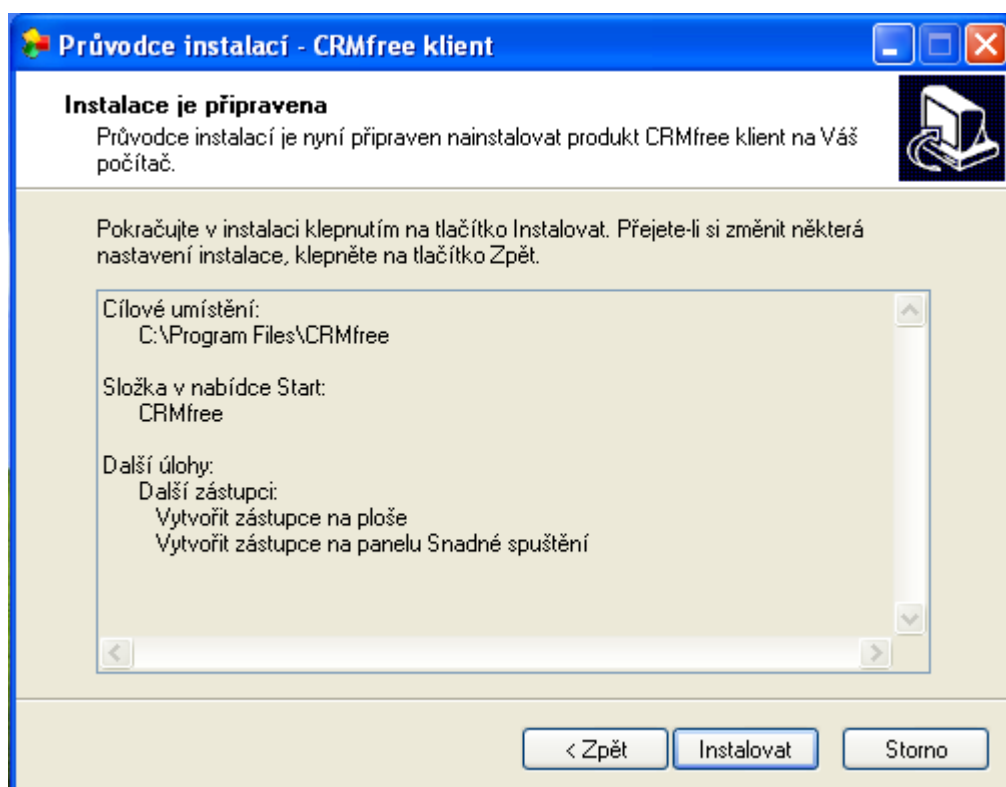 Průvodce instalací - CRMfree klient
Instalace je připravena
Průvodce instalací je nyní připraven nainstalovat produkt CRMfree klient na Váš
počítač.
Pokračujte v instalaci klepnutím na tlačítko Instalovat. Přejete-li si změnit některá
nastavení instalace, klepněte na tlačítko Zpět.
Cílové umístění:
C:\Program Files\CRMfree
Složka v nabídce Start:
CRMfree
Další úlohy:
Další zástupci:
Vytvořit zástupce na ploše
Vytvořit zástupce na panelu Snadné spuštění
< Zpět
Instalovat
Storno